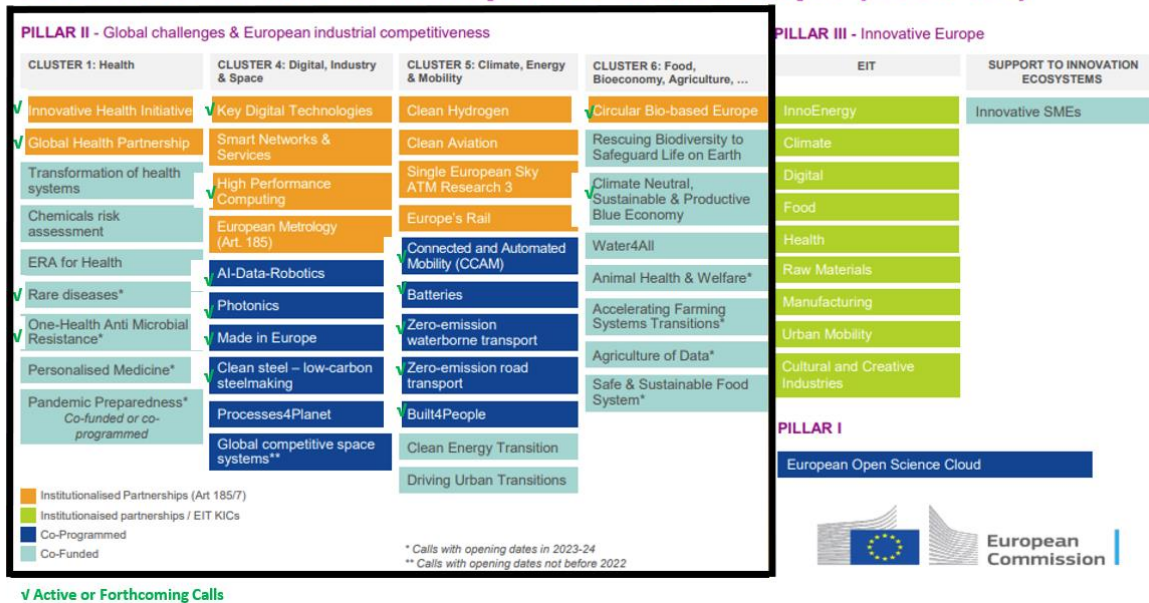 PILLAR II - Global challenges & European industrial competitiveness
CLUSTER 1: Health
√ Innovative Health Initiative
√ Global Health Partnership
Transformation of health
systems
Chemicals risk
assessment
ERA for Health
√ Rare diseases*
√ One-Health Anti Microbial
Resistance*
Personalised Medicine*
Pandemic Preparedness*
Co-funded or co-
programmed
CLUSTER 4: Digital, Industry
& Space
√ Key Digital Technologies
Smart Networks &
Services
√ High Performance
Computing
European Metrology
(Art. 185)
√ AI-Data-Robotics
√ Photonics
√ Made in Europe
√ Clean steel – low-carbon
steelmaking
Processes4Planet
Global competitive space
systems**
CLUSTER 5: Climate, Energy
& Mobility
Clean Hydrogen
Clean Aviation
Single European Sky
ATM Research 3
Europe's Rail
√ Connected and Automated
Mobility (CCAM)
√ Batteries
√ Zero-emission
waterborne transport
√ Zero-emission road
transport
√ Built4People
Clean Energy Transition
Driving Urban Transitions
CLUSTER 6: Food,
Bioeconomy, Agriculture, …
√ Circular Bio-based Europe
Rescuing Biodiversity to
Safeguard Life on Earth
√ Climate Neutral,
Sustainable & Productive
Blue Economy
Water4All
Animal Health & Welfare*
Accelerating Farming
Systems Transitions*
Agriculture of Data*
Safe & Sustainable Food
System*
Institutionalised Partnerships (Art 185/7)
Institutionaised partnerships / EIT KICs
Co-Programmed
Co-Funded
* Calls with opening dates in 2023-24
** Calls with opening dates not before 2022
PILLAR III - Innovative Europe
EIT
InnoEnergy
Climate
Digital
Food
Health
Raw Materials
Manufacturing
Urban Mobility
Cultural and Creative
Industries
SUPPORT TO INNOVATION
ECOSYSTEMS
Innovative SMEs
PILLAR I
European Open Science Cloud
European
Commission
√ Active or Forthcoming Calls